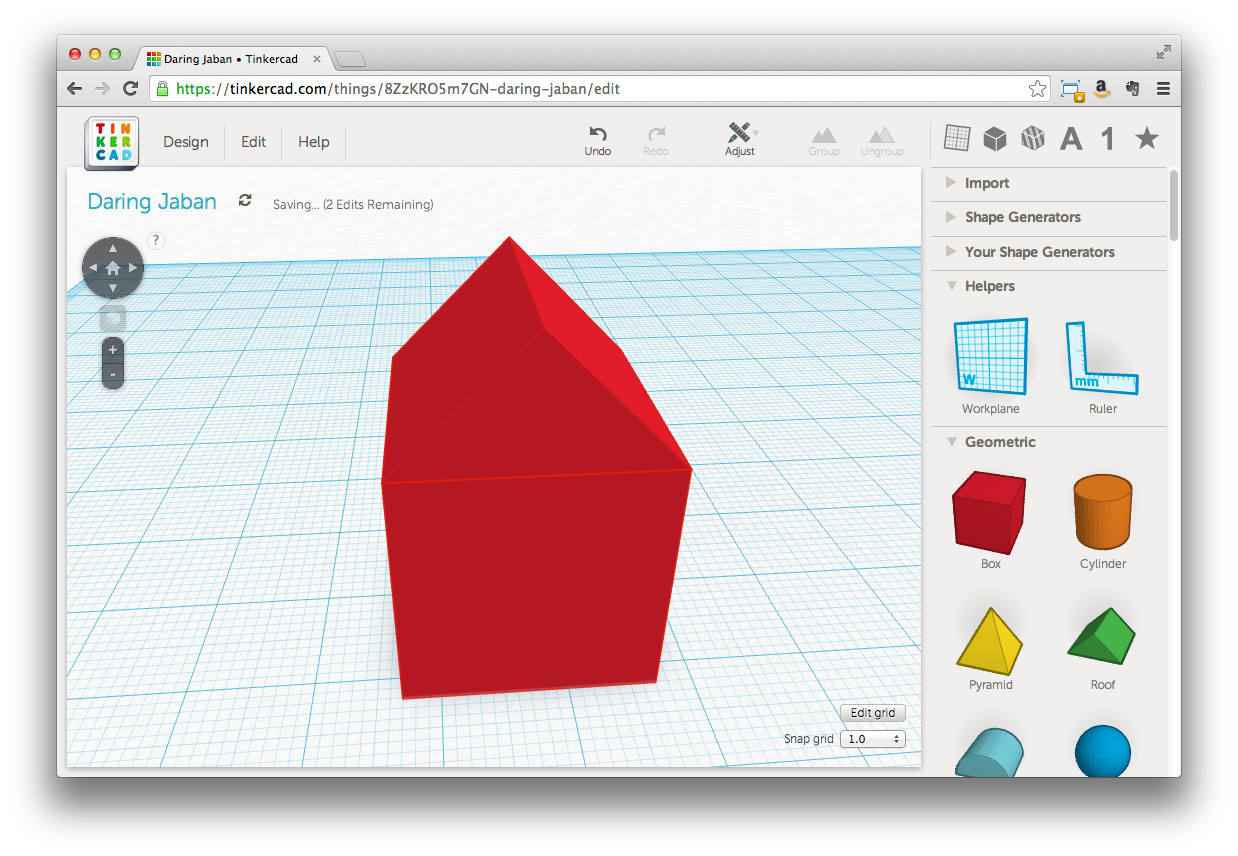 Daring Jaban • Tinkercad
https://tinkercad.com/things/8ZzKRO5m7GN-daring-jaban/edit
TIN
KER
CAD
Design Edit Help
Undo Redo Adjust Group Ungroup
A 1
Daring Jaban Saving... (2 Edits Remaining)
?
+
-
Edit grid
Snap grid 1.0
Import
Shape Generators
Your Shape Generators
Helpers
W mm
Workplane Ruler
Geometric
Box Cylinder
Pyramid Roof